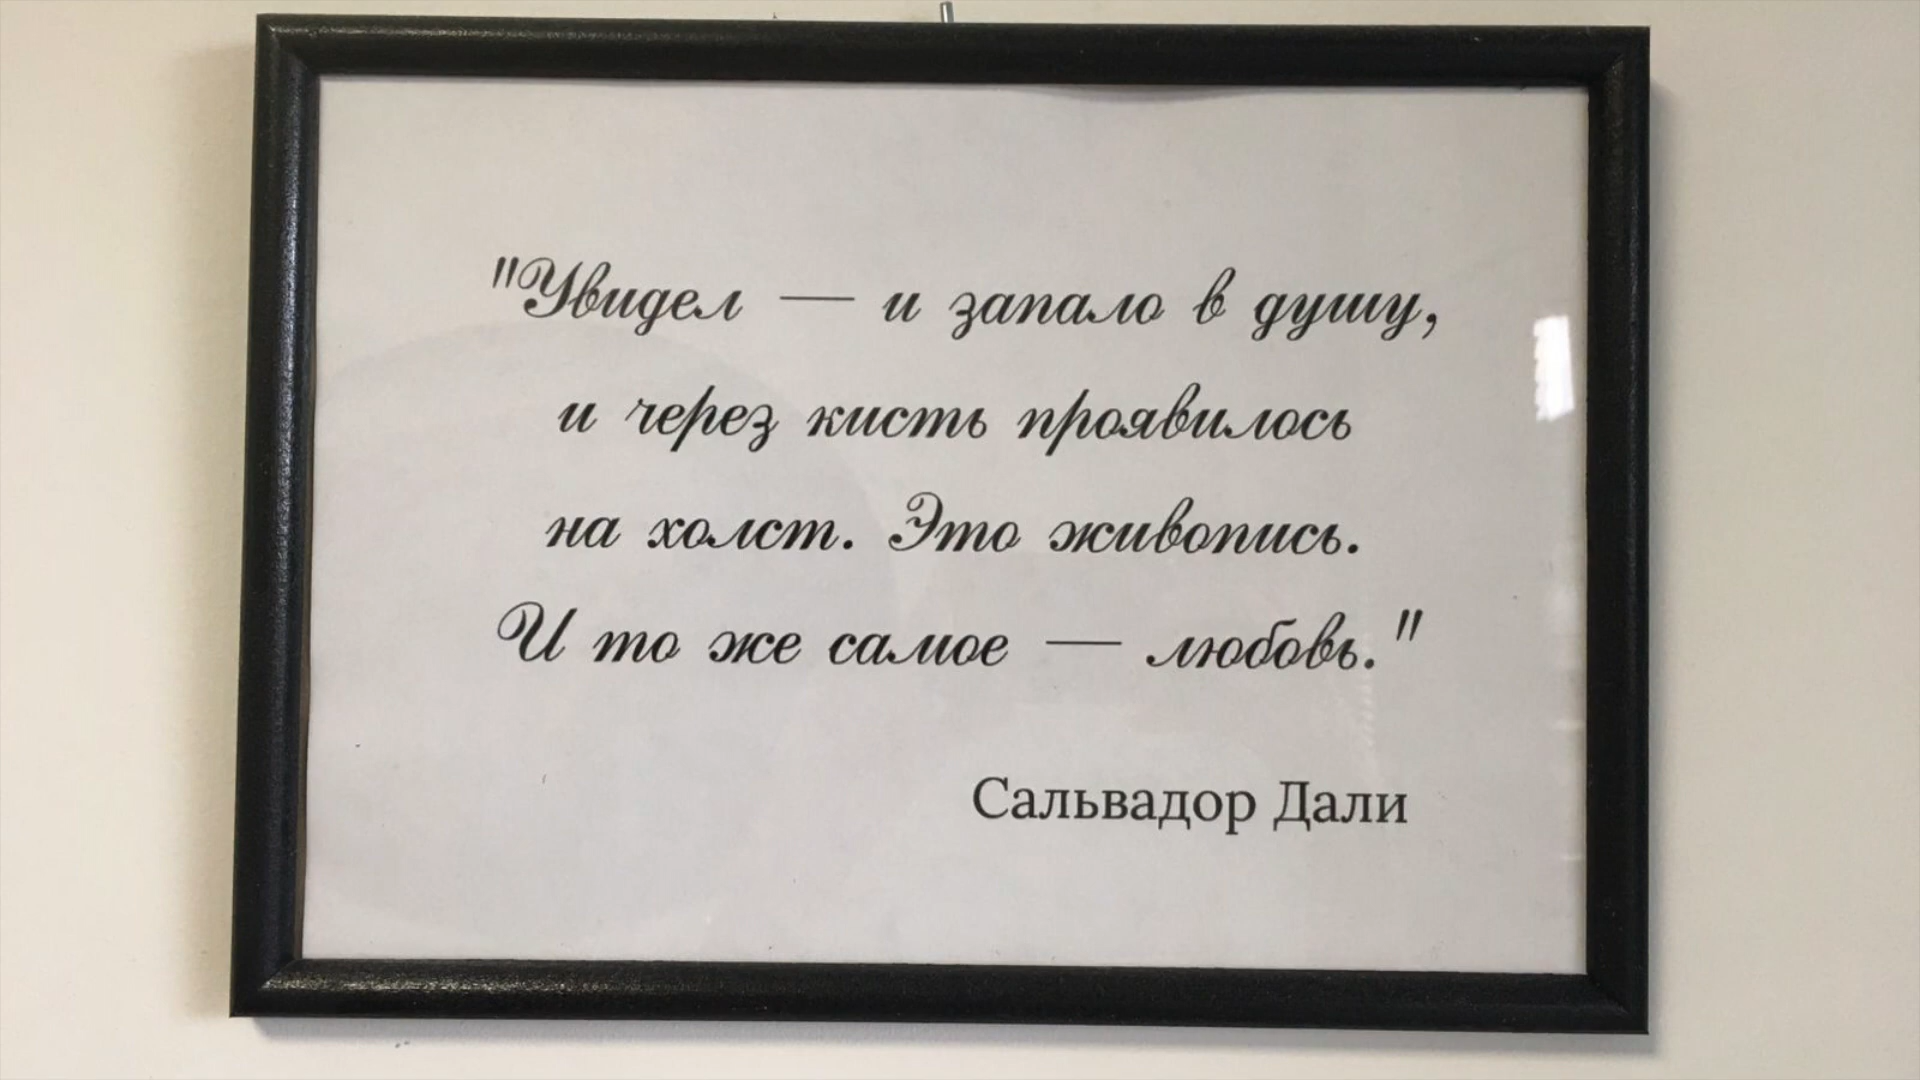 "Увидел — и запало в душу,
и через кисть проявилось
на холст. Это живопись.
И то же самое — любовь."
Сальвадор Дали